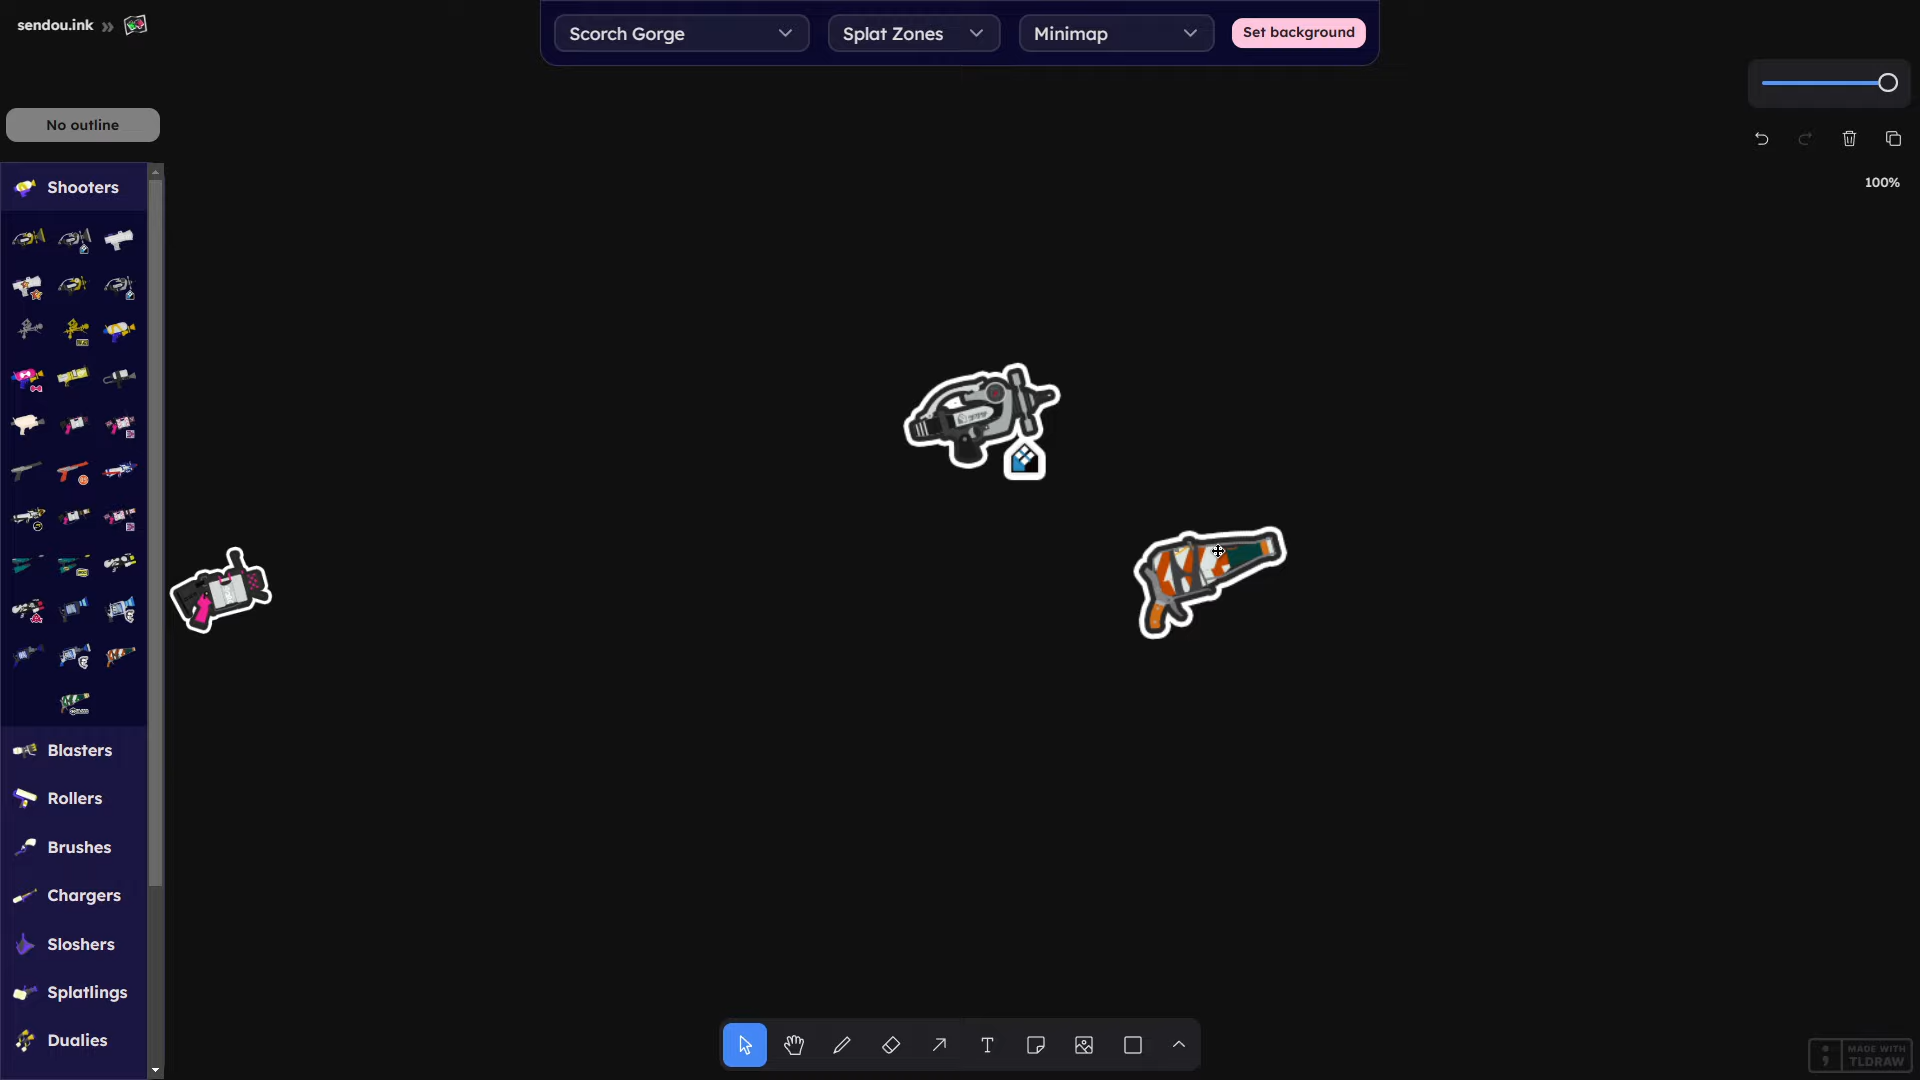 sendou.ink »
Scorch Gorge
Splat Zones
Minimap
Set background
No outline
100%
Shooters
Blasters
Rollers
Brushes
Chargers
Sloshers
Splatlings
Dualies
T
MADE WITH
TLDRAW